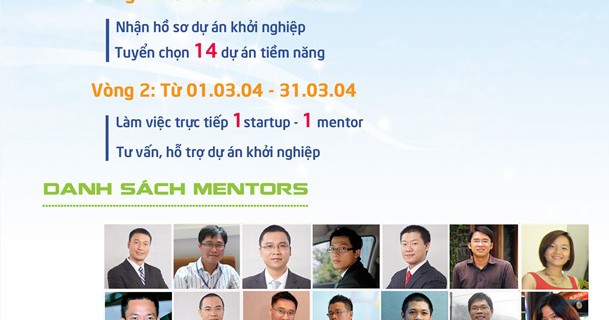 Nhận hồ sơ dự án khởi nghiệp
Tuyển chọn 14 dự án tiềm năng
Vòng 2: Từ 01.03.04 - 31.03.04
Làm việc trực tiếp 1 startup - 1 mentor
Tư vấn, hỗ trợ dự án khởi nghiệp
DANH SÁCH MENTORS